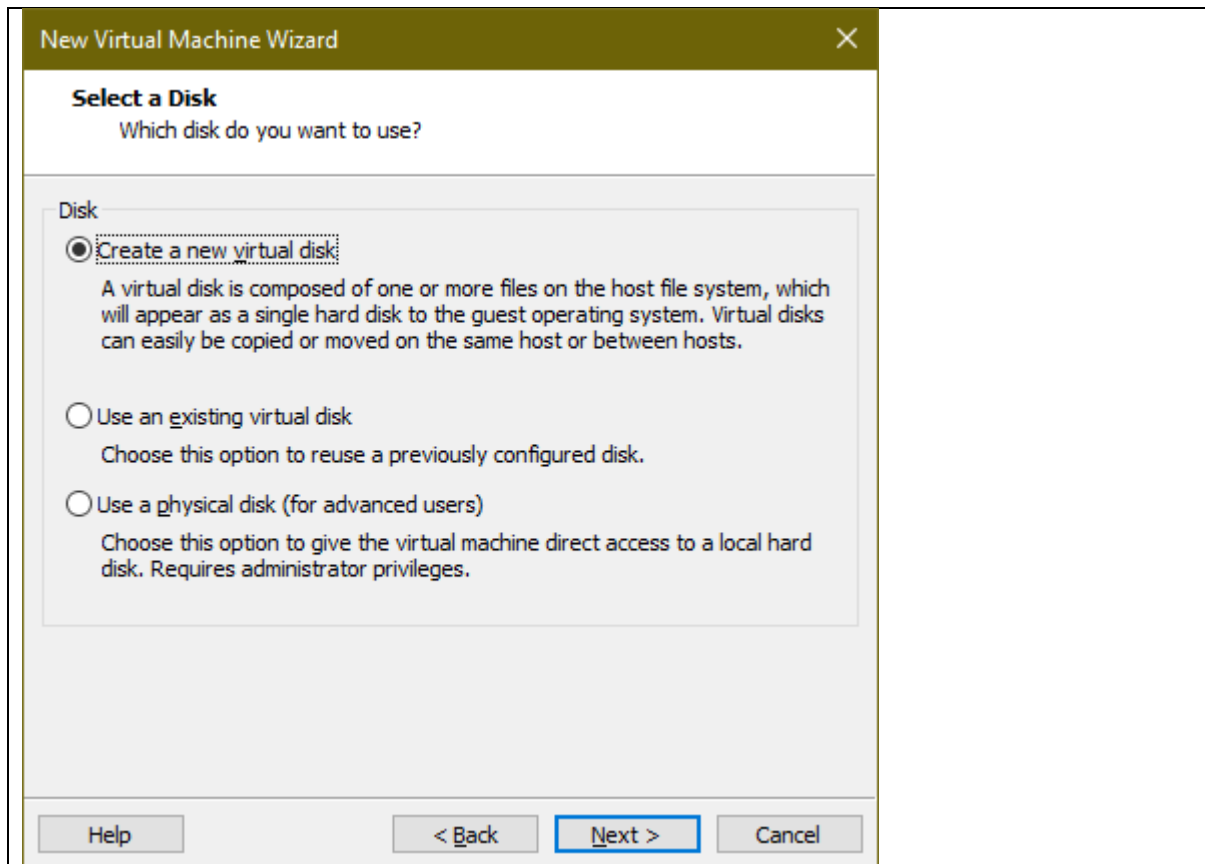 New Virtual Machine Wizard
Select a Disk
Which disk do you want to use?
Disk
Create a new virtual disk
A virtual disk is composed of one or more files on the host file system, which
will appear as a single hard disk to the guest operating system. Virtual disks
can easily be copied or moved on the same host or between hosts.
Use an existing virtual disk
Choose this option to reuse a previously configured disk.
Use a physical disk (for advanced users)
Choose this option to give the virtual machine direct access to a local hard
disk. Requires administrator privileges.
Help < Back Next > Cancel